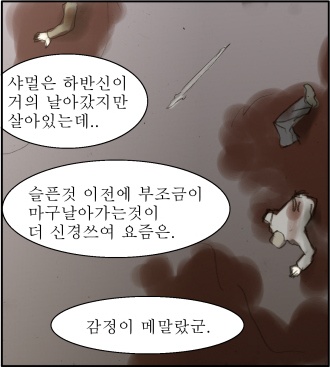 샤멀은 하반신이
거의 날아갔지만
살아있는데..
슬픈것 이전에 부조금이
마구날아가는것이
더 신경쓰여 요즘은.
감정이 메말랐군.